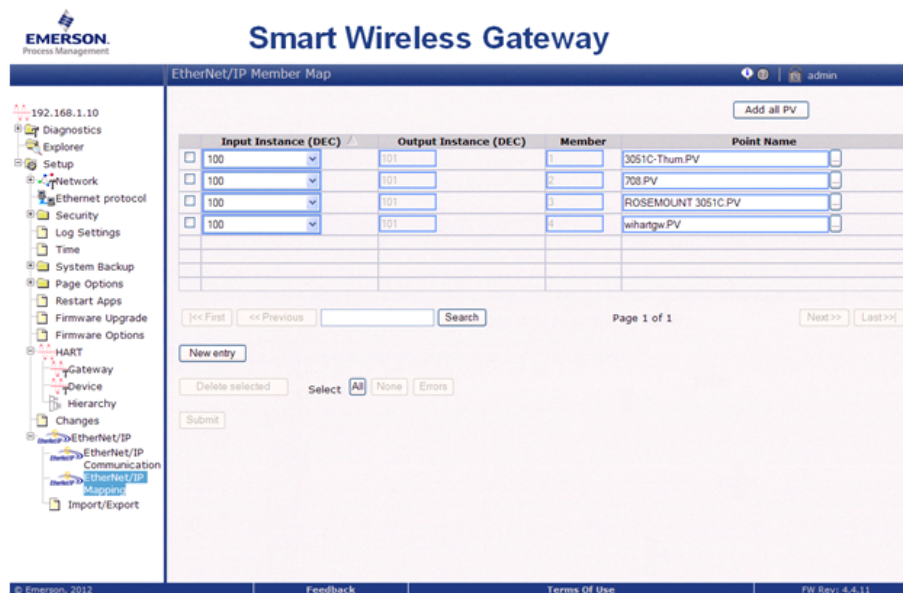 EMERSON.
Process Management
Smart Wireless Gateway
EtherNet/IP Member Map
admin
192.168.1.10
Diagnostics
Explorer
Setup
Network
Ethernet protocol
Security
Log Settings
Time
System Backup
Page Options
Restart Apps
Firmware Upgrade
Firmware Options
HART
Gateway
Device
Hierarchy
Changes
EtherNet/IP
EtherNet/IP
Communication
EtherNet/IP
Mapping
Import/Export
Add all PV
Input Instance (DEC) Output Instance (DEC) Member Point Name
100 101 1 3051C-Thum.PV ...
100 101 2 708.PV ...
100 101 3 ROSEMOUNT 3051C.PV ...
100 101 4 wihartgw.PV ...
|<< First << Previous Search Page 1 of 1 Next >> Last >>|
New entry
Delete selected Select All None Errors
Submit
© Emerson, 2012 Feedback Terms Of Use FW Rev: 4.4.11